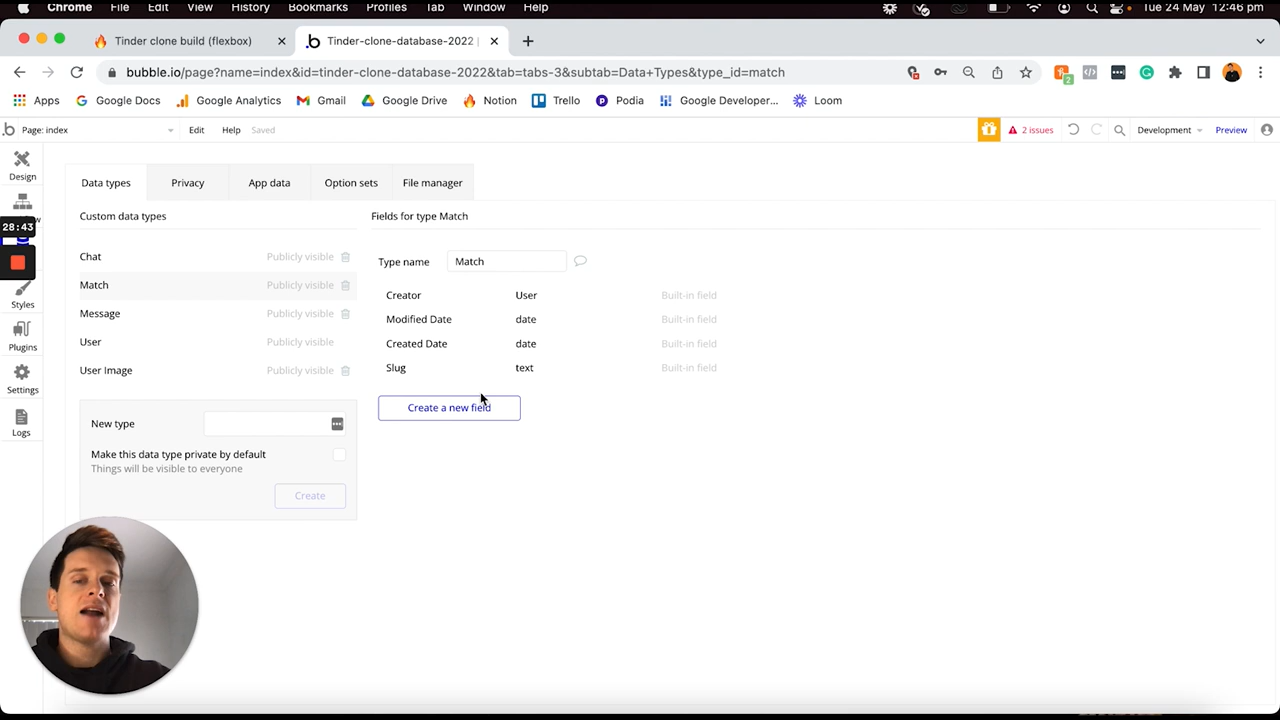 Chrome File Edit View History Bookmarks Profiles Tab Window Help Tue 24 May 12:46 pm
Tinder clone build (flexbox) Tinder-clone-database-2022 |
bubble.io/page?name=index&id=tinder-clone-database-2022&tab=tabs-3&subtab=Data+Types&type_id=match
2
Apps Google Docs Google Analytics Gmail Google Drive Notion Trello Podia Google Developer... Loom
Page: index Edit Help Saved 2 issues Development Preview
Design
28:43
Styles
Plugins
Settings
Logs
Data types Privacy App data Option sets File manager
Custom data types
Chat Publicly visible
Match Publicly visible
Message Publicly visible
User Publicly visible
User Image Publicly visible
New type
Make this data type private by default
Things will be visible to everyone
Create
Fields for type Match
Type name Match
Creator User Built-in field
Modified Date date Built-in field
Created Date date Built-in field
Slug text Built-in field
Create a new field